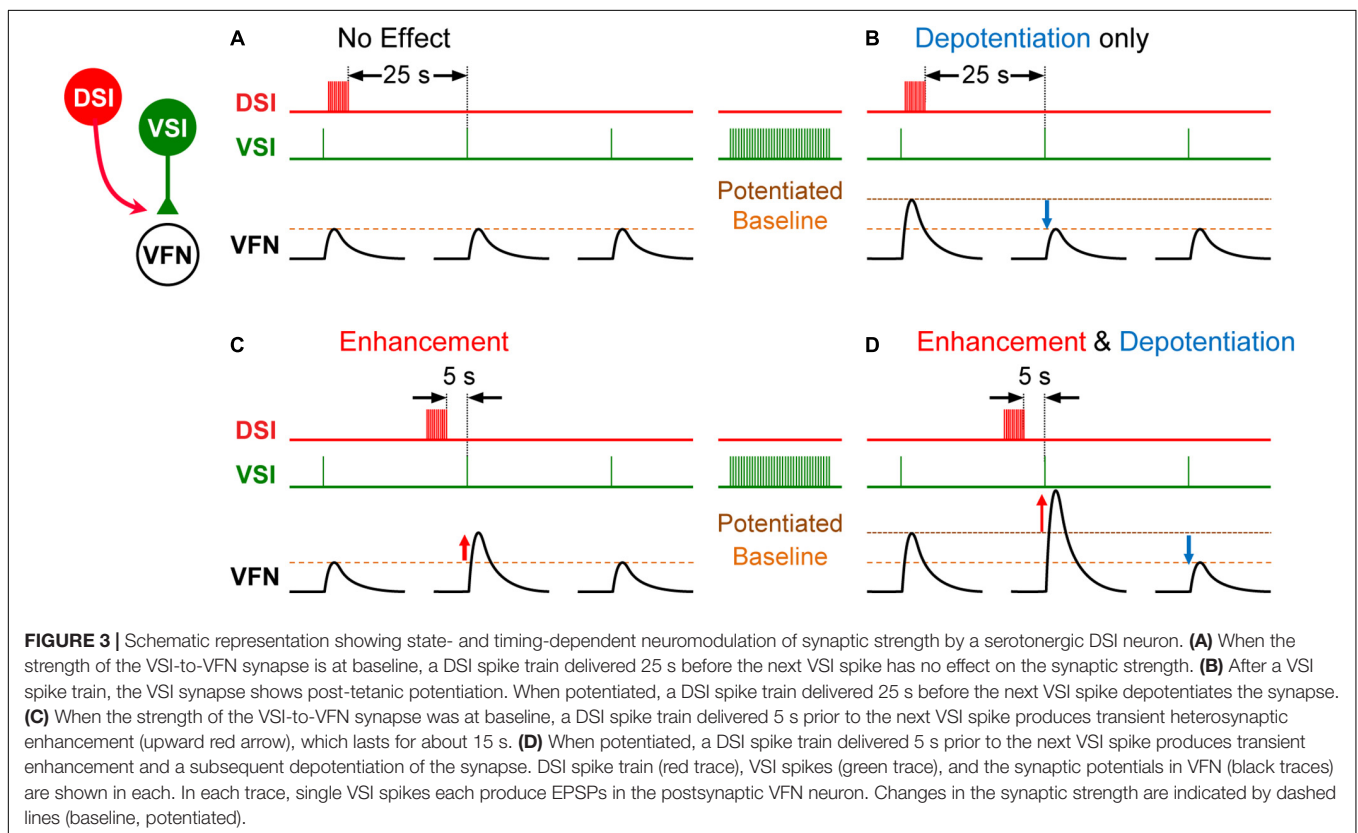 A No Effect
25 s
DSI
VSI
DSI
VSI
VFN
VFN
Potentiated
Baseline
B Depotentiation only
25 s
C Enhancement
5 s
DSI
VSI
VFN
Potentiated
Baseline
D Enhancement & Depotentiation
5 s
FIGURE 3 | Schematic representation showing state- and timing-dependent neuromodulation of synaptic strength by a serotonergic DSI neuron. (A) When the
strength of the VSI-to-VFN synapse is at baseline, a DSI spike train delivered 25 s before the next VSI spike has no effect on the synaptic strength. (B) After a VSI
spike train, the VSI synapse shows post-tetanic potentiation. When potentiated, a DSI spike train delivered 25 s before the next VSI spike depotentiates the synapse.
(C) When the strength of the VSI-to-VFN synapse was at baseline, a DSI spike train delivered 5 s prior to the next VSI spike produces transient heterosynaptic
enhancement (upward red arrow), which lasts for about 15 s. (D) When potentiated, a DSI spike train delivered 5 s prior to the next VSI spike produces transient
enhancement and a subsequent depotentiation of the synapse. DSI spike train (red trace), VSI spikes (green trace), and the synaptic potentials in VFN (black traces)
are shown in each. In each trace, single VSI spikes each produce EPSPs in the postsynaptic VFN neuron. Changes in the synaptic strength are indicated by dashed
lines (baseline, potentiated).